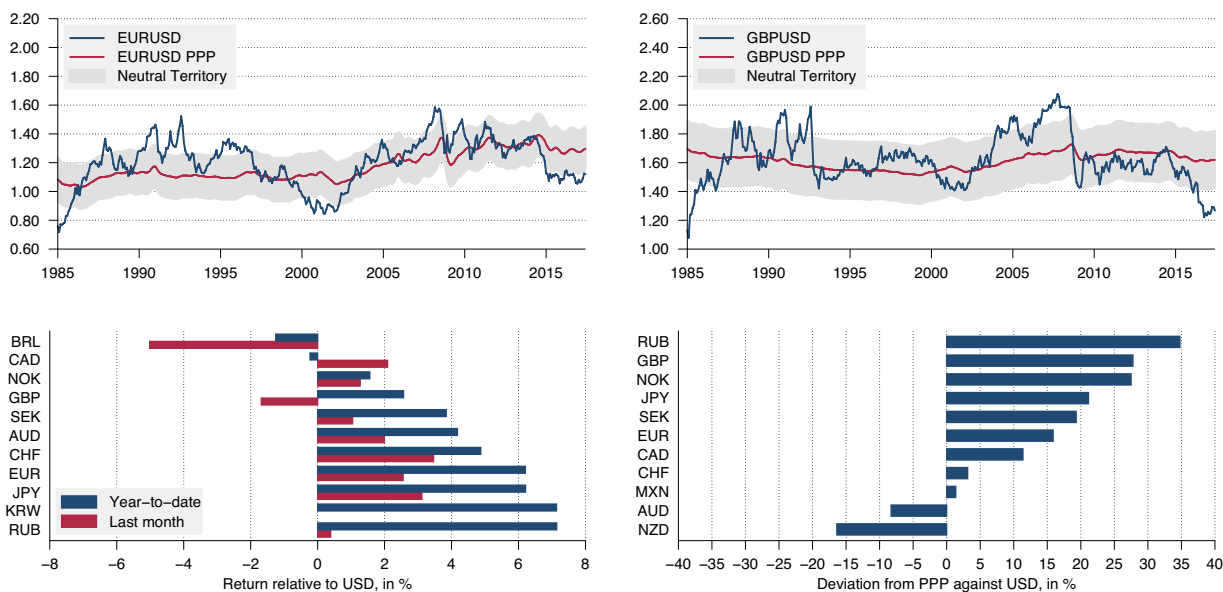 2.20
2.00
1.80
1.60
1.40
1.20
1.00
0.80
0.60
EURUSD
EURUSD PPP
Neutral Territory
1985 1990 1995 2000 2005 2010 2015
2.60
2.40
2.20
2.00
1.80
1.60
1.40
1.20
1.00
GBPUSD
GBPUSD PPP
Neutral Territory
1985 1990 1995 2000 2005 2010 2015
BRL
CAD
NOK
GBP
SEK
AUD
CHF
EUR
JPY
KRW
RUB
Year−to−date
Last month
−8 −6 −4 −2 0 2 4 6 8
Return relative to USD, in %
RUB
GBP
NOK
JPY
SEK
EUR
CAD
CHF
MXN
AUD
NZD
−40 −35 −30 −25 −20 −15 −10 −5 0 5 10 15 20 25 30 35 40
Deviation from PPP against USD, in %